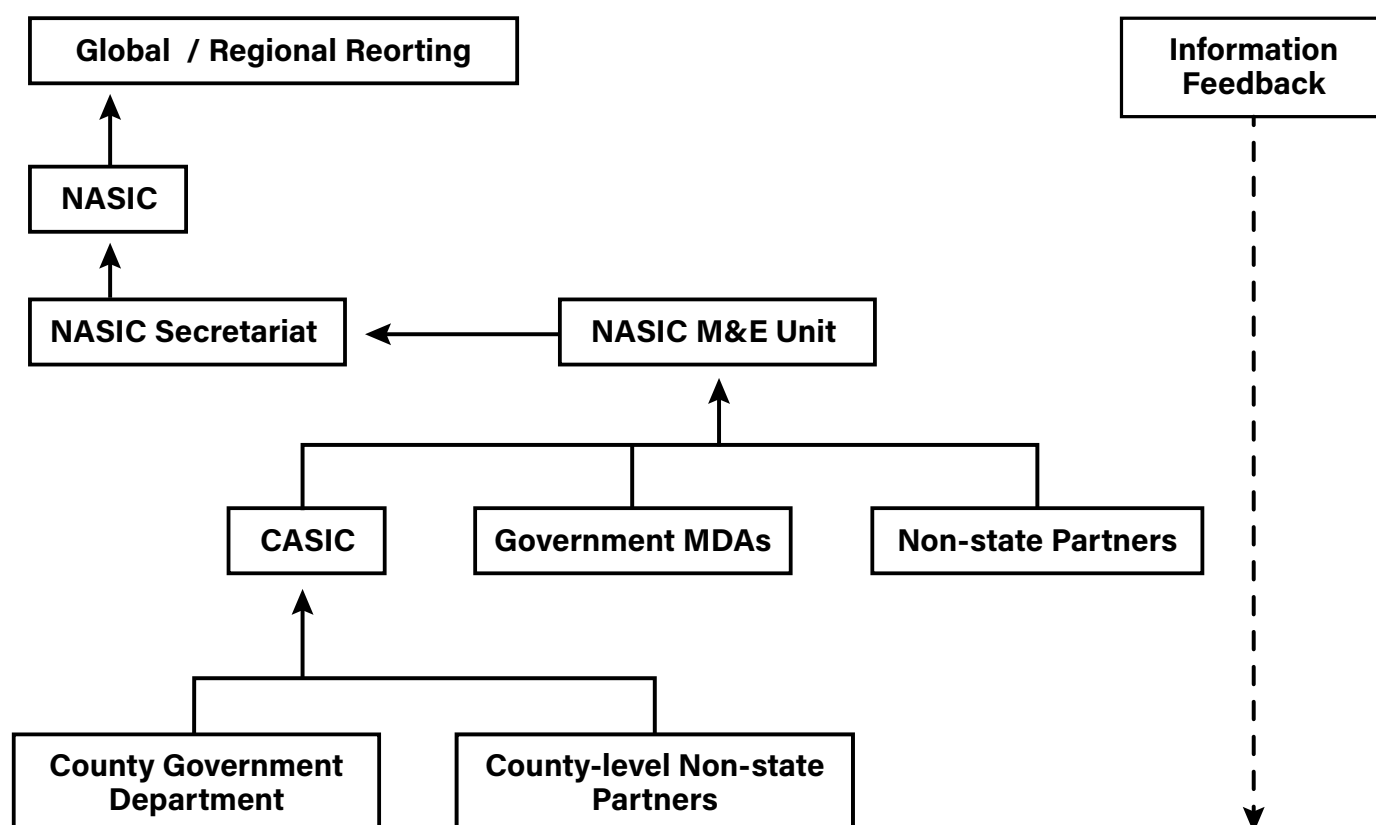 Global / Regional Reorting
Information
Feedback
NASIC
NASIC Secretariat
NASIC M&E Unit
CASIC
Government MDAs
Non-state Partners
County Government
Department
County-level Non-state
Partners